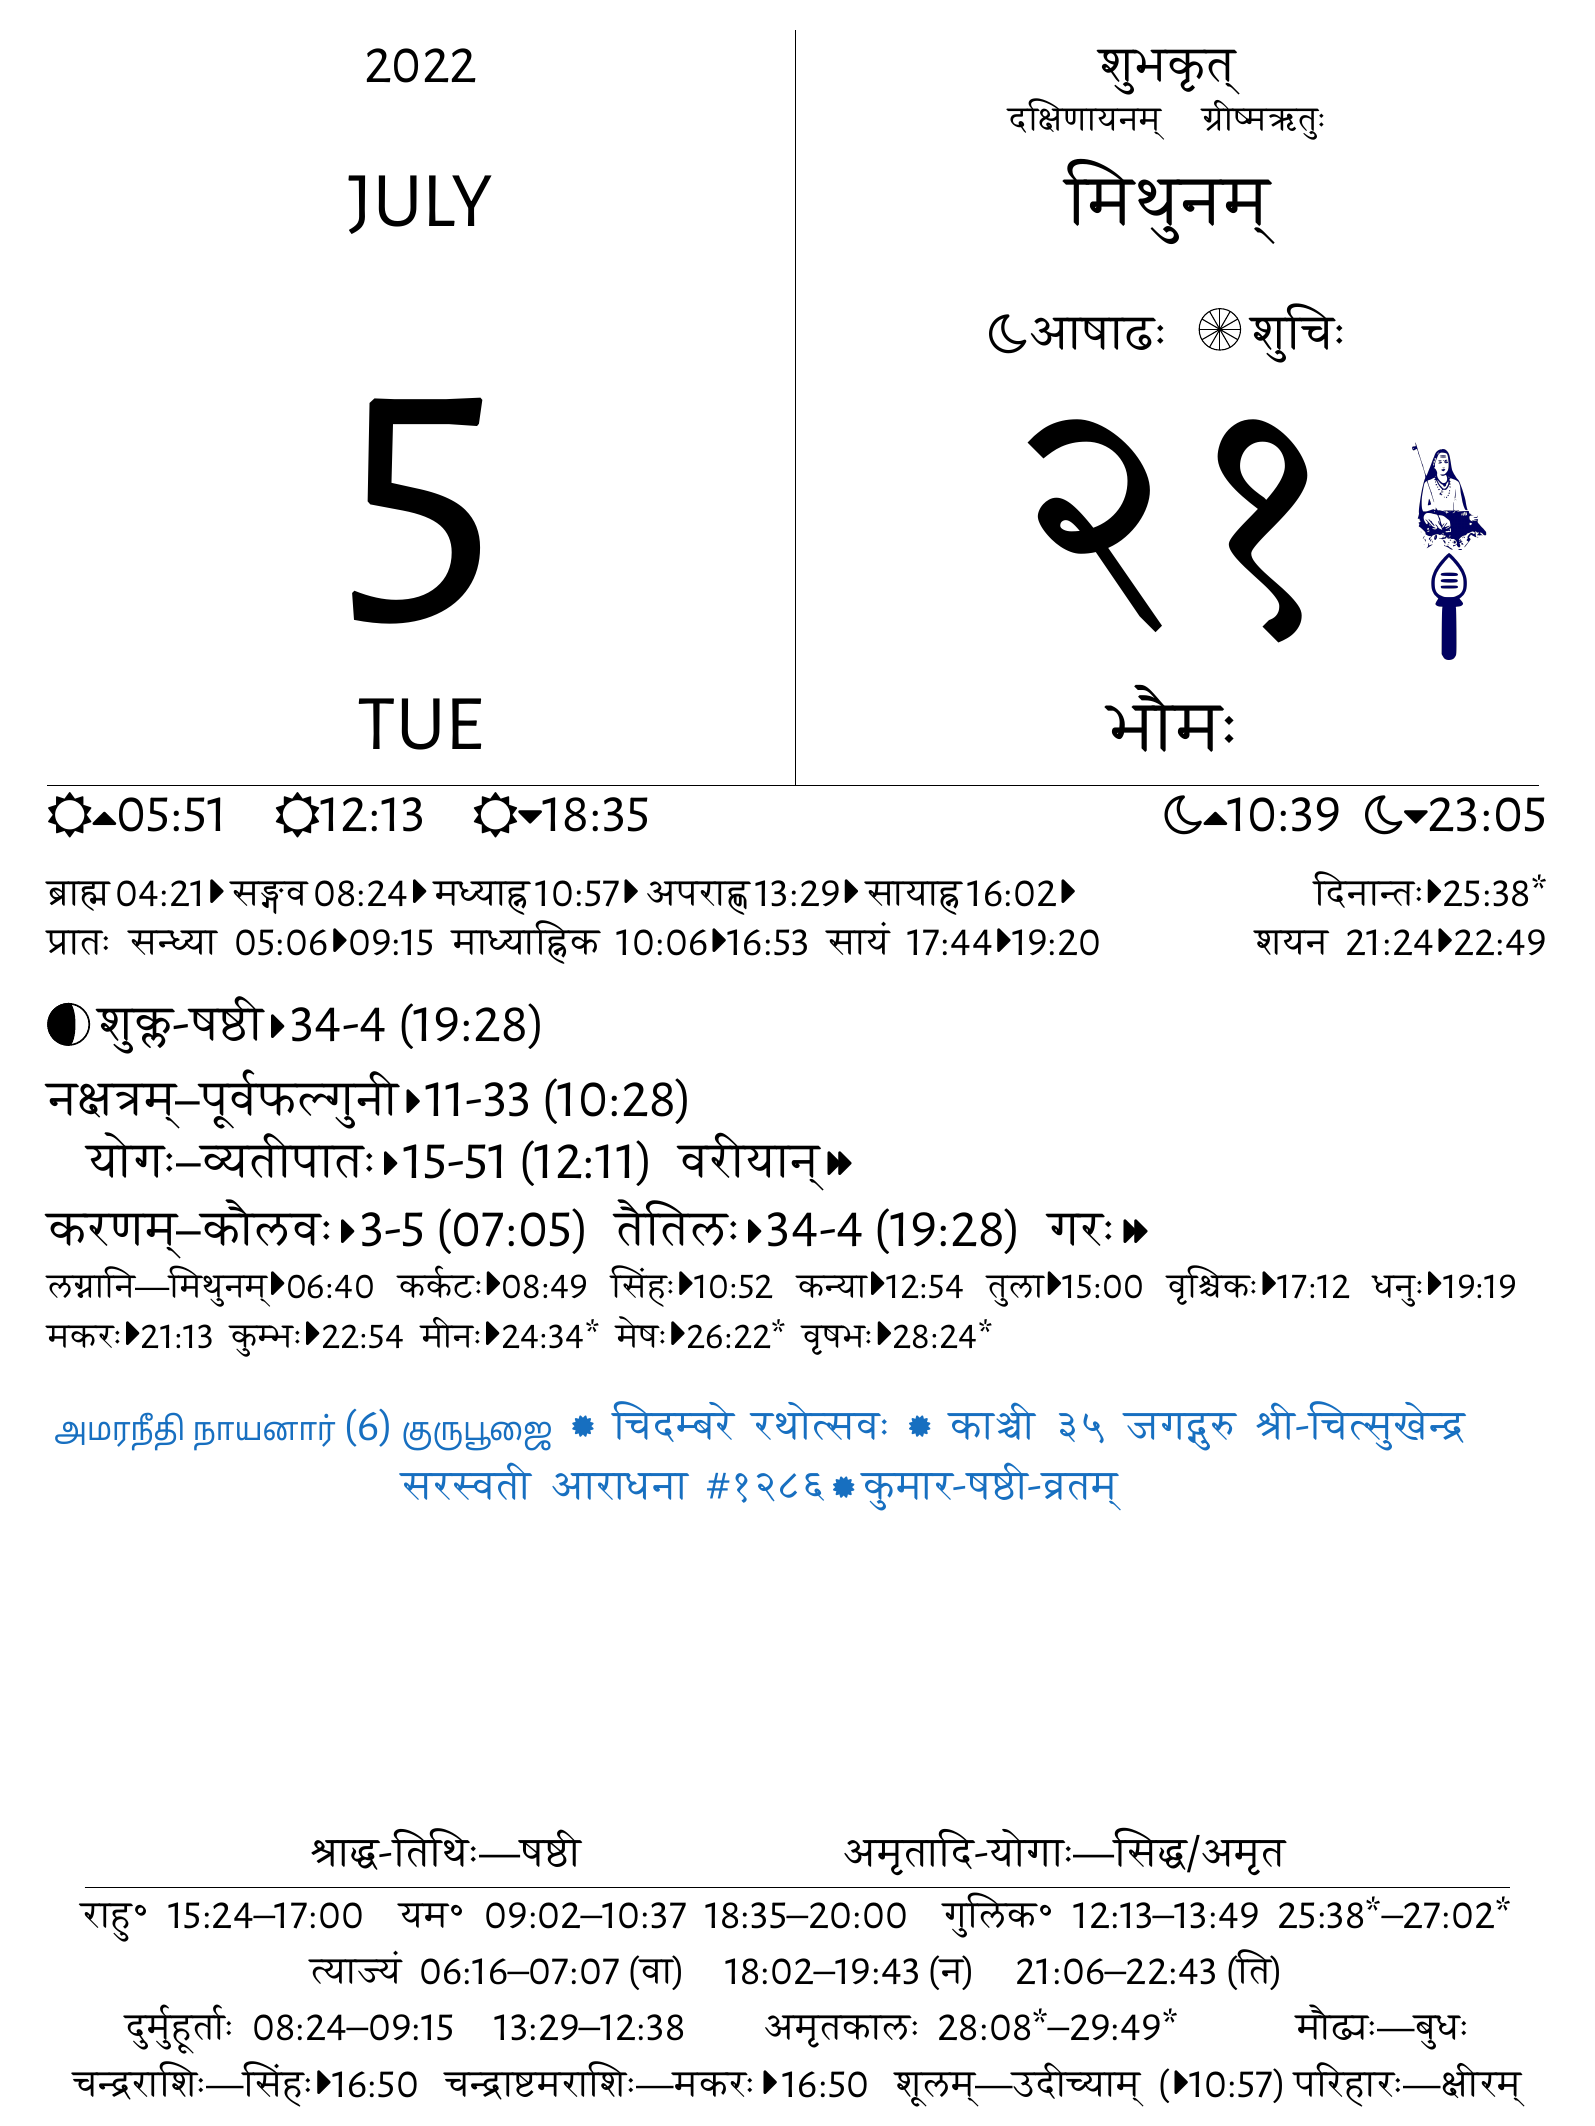 2022
JULY
5
TUE
शुभकृत्
दक्षिणायनम् ग्रीष्मऋतुः
मिथुनम्
आषाढः शुचिः
२१
भौमः
05:51 12:13 18:35 10:39 23:05
ब्राह्म 04:21 सङ्गव 08:24 मध्याह्न 10:57 अपराह्ण 13:29 सायाह्न 16:02 दिनान्तः 25:38*
प्रातः सन्ध्या 05:06 09:15 माध्याह्निक 10:06 16:53 सायं 17:44 19:20 शयन 21:24 22:49
शुक्ल-षष्ठी 34-4 (19:28)
नक्षत्रम्–पूर्वफल्गुनी 11-33 (10:28)
योगः–व्यतीपातः 15-51 (12:11) वरीयान्
करणम्–कौलवः 3-5 (07:05) तैतिलः 34-4 (19:28) गरः
लग्नानि—मिथुनम् 06:40 कर्कटः 08:49 सिंहः 10:52 कन्या 12:54 तुला 15:00 वृश्चिकः 17:12 धनुः 19:19
मकरः 21:13 कुम्भः 22:54 मीनः 24:34* मेषः 26:22* वृषभः 28:24*
அமரநீதி நாயனார் (6) குருபூஜை ✹ चिदम्बरे रथोत्सवः ✹ काञ्ची ३५ जगद्गुरु श्री-चित्सुखेन्द्र
सरस्वती आराधना #१२८६ ✹ कुमार-षष्ठी-व्रतम्
श्राद्ध-तिथिः—षष्ठी अमृतादि-योगाः—सिद्ध/अमृत
राहु° 15:24–17:00 यम° 09:02–10:37 18:35–20:00 गुलिक° 12:13–13:49 25:38*–27:02*
त्याज्यं 06:16–07:07 (वा) 18:02–19:43 (न) 21:06–22:43 (ति)
दुर्मुहूर्ताः 08:24–09:15 13:29–12:38 अमृतकालः 28:08*–29:49* मौढ्यः—बुधः
चन्द्रराशिः—सिंहः 16:50 चन्द्राष्टमराशिः—मकरः 16:50 शूलम्—उदीच्याम् (10:57) परिहारः—क्षीरम्